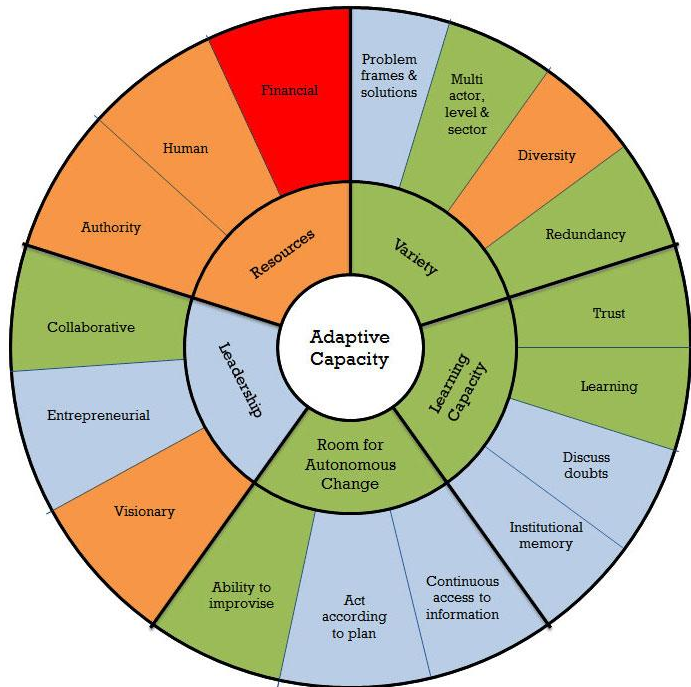 Adaptive
Capacity
Variety
Problem
frames &
solutions
Multi
actor,
level &
sector
Diversity
Redundancy
Learning
Capacity
Trust
Learning
Discuss
doubts
Institutional
memory
Room for
Autonomous
Change
Continuous
access to
information
Act
according
to plan
Ability to
improvise
Leadership
Visionary
Entrepreneurial
Collaborative
Resources
Authority
Human
Financial